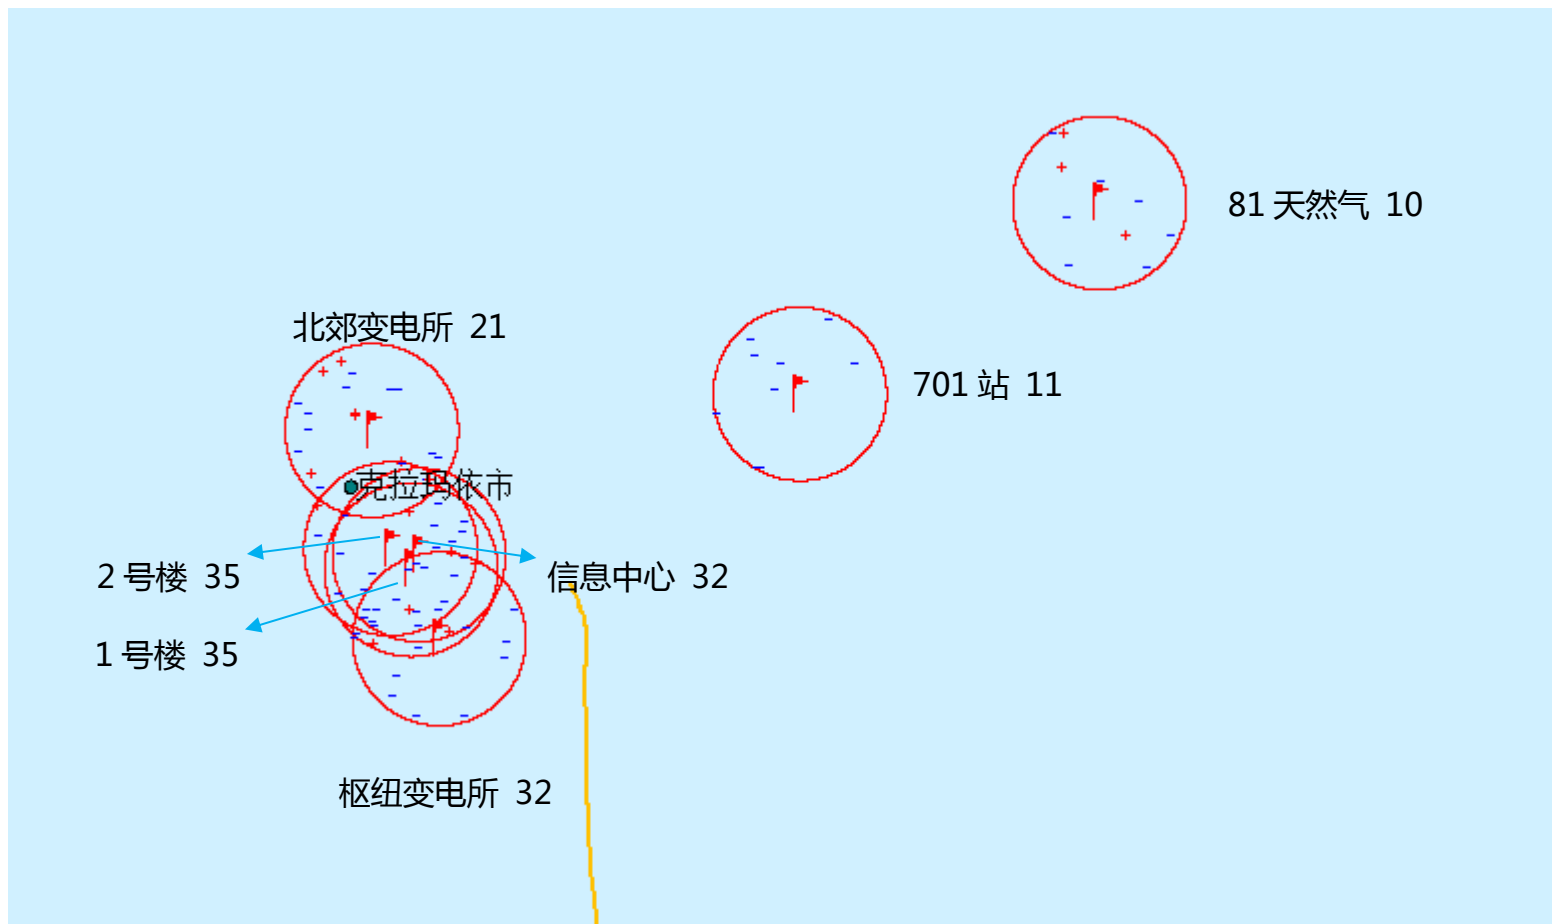 81 天然气 10
北郊变电所 21
701 站 11
克拉玛依市
2 号楼 35
信息中心 32
1 号楼 35
枢纽变电所 32